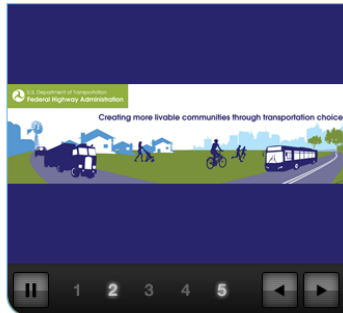 U.S. Department of Transportation
Federal Highway Administration
Creating more livable communities through transportation choice
1 2 3 4 5